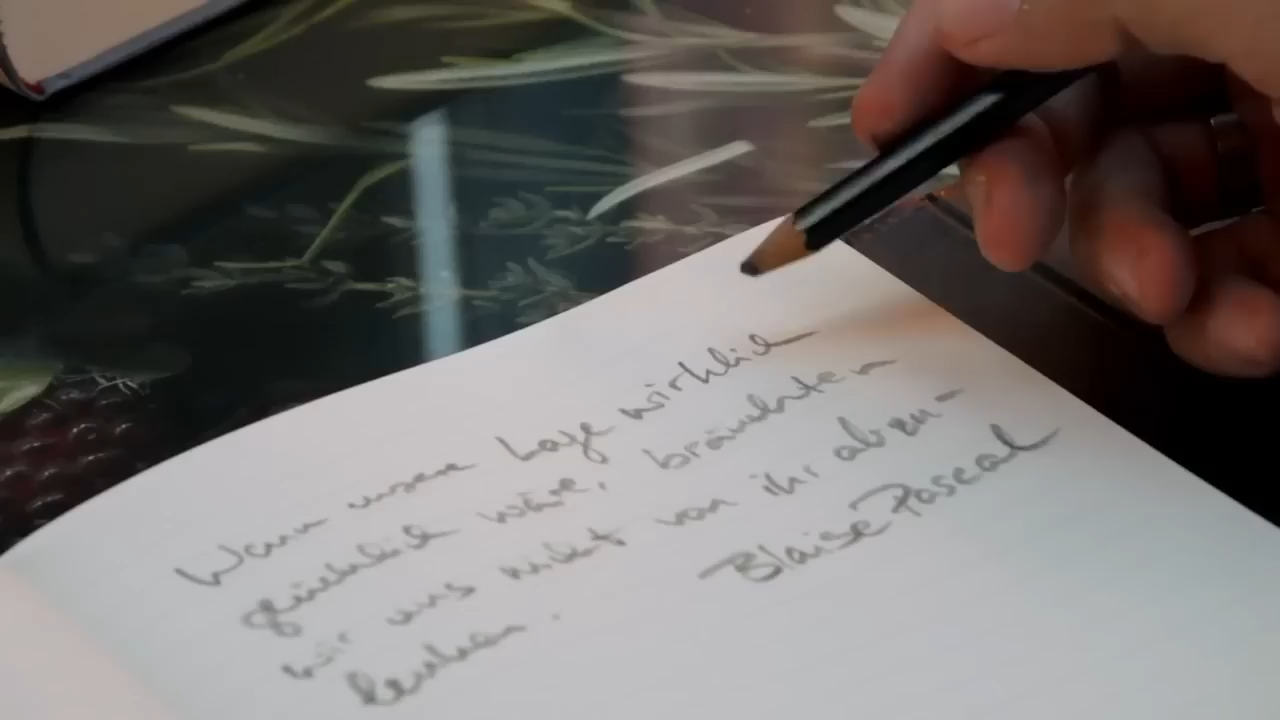 Wenn unsere Lage wirklich
glücklich wäre, bräuchten
wir uns nicht von ihr abzu-
lenken.
Blaise Pascal